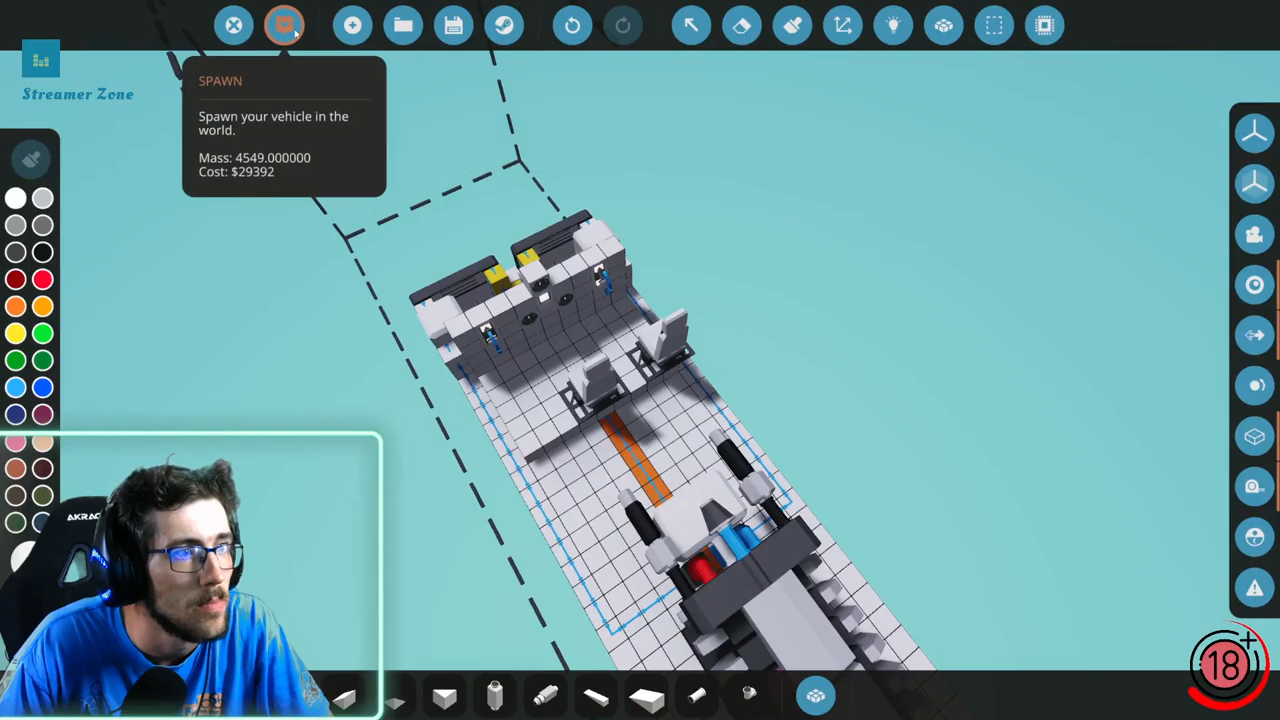 Streamer Zone
SPAWN
Spawn your vehicle in the
world.
Mass: 4549.000000
Cost: $29392
AKRAC
18+